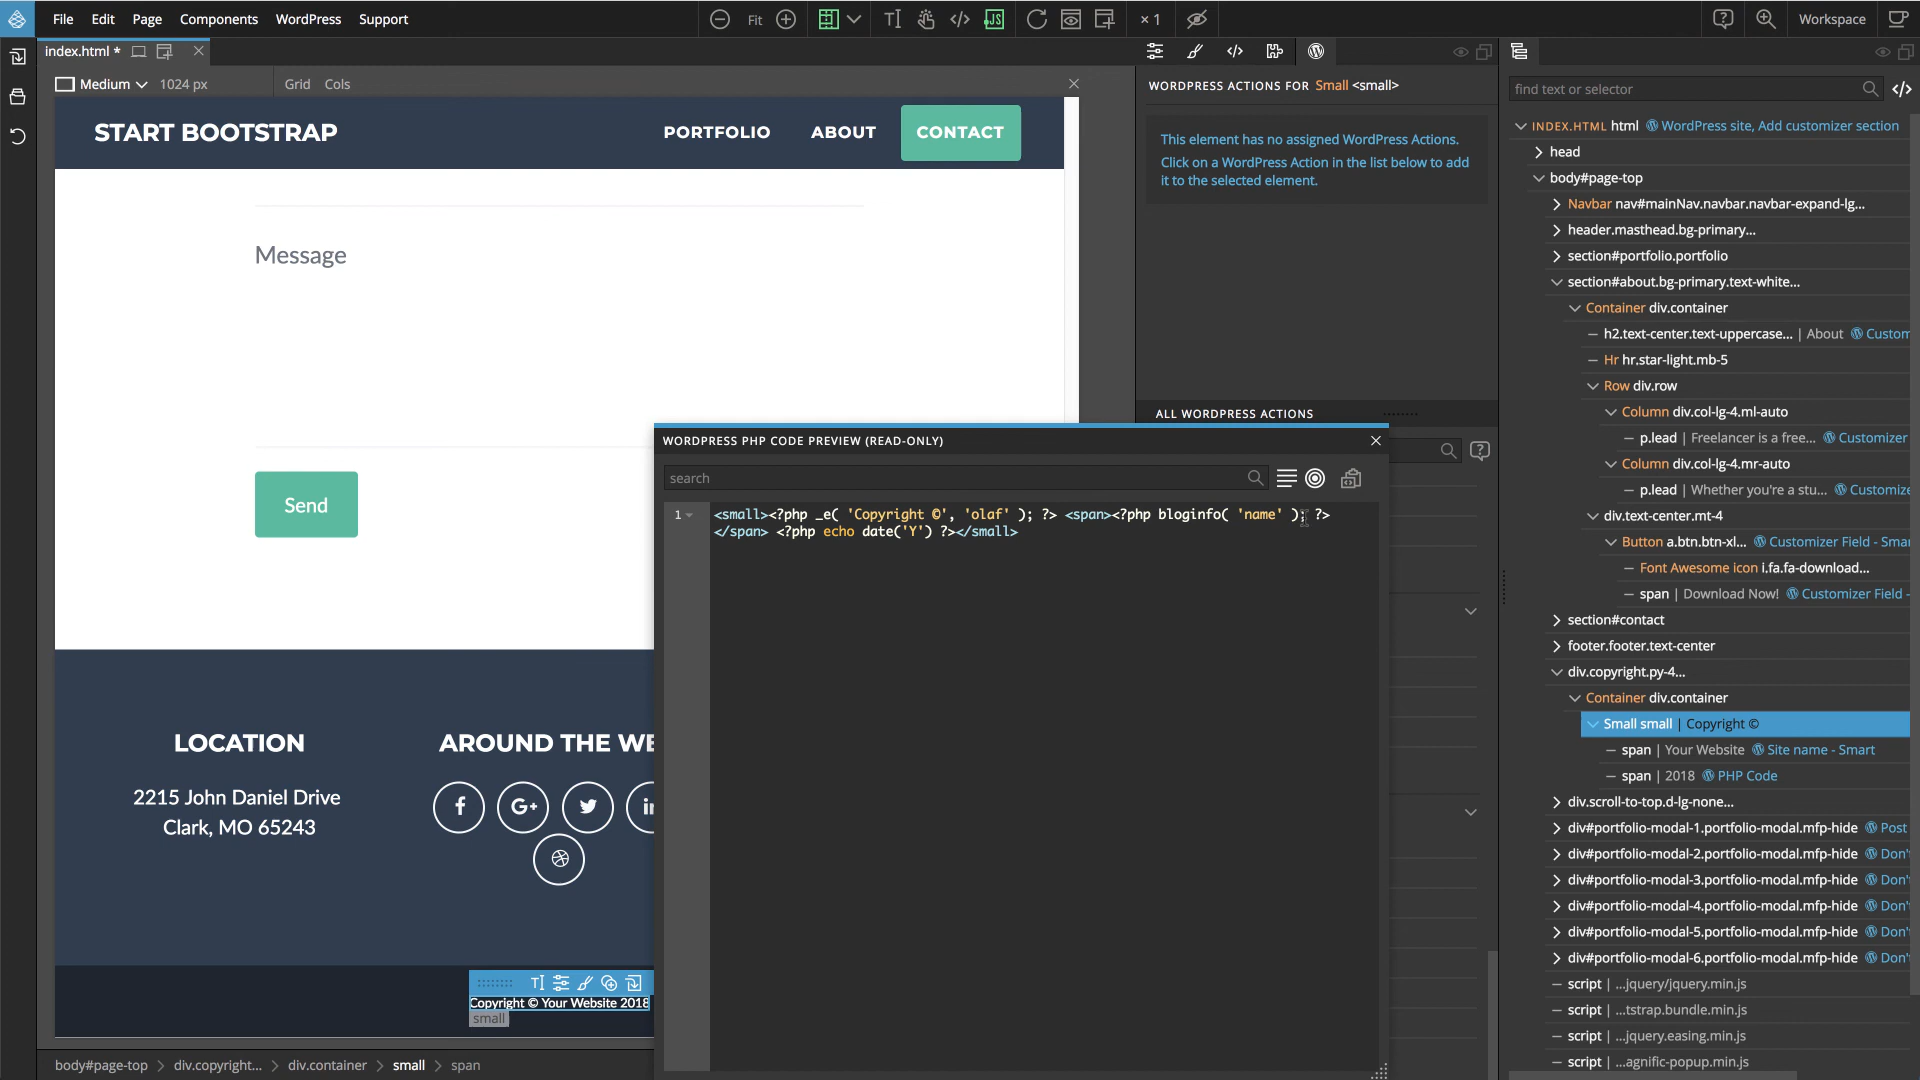 File Edit Page Components WordPress Support
Fit
JS
× 1
Workspace
index.html *
Medium 1024 px Grid Cols
START BOOTSTRAP
PORTFOLIO ABOUT CONTACT
Message
Send
LOCATION
2215 John Daniel Drive
Clark, MO 65243
AROUND THE WE
Copyright © Your Website 2018
small
body#page-top > div.copyright... > div.container > small > span
WORDPRESS ACTIONS FOR Small <small>
This element has no assigned WordPress Actions.
Click on a WordPress Action in the list below to add
it to the selected element.
ALL WORDPRESS ACTIONS
WORDPRESS PHP CODE PREVIEW (READ-ONLY)
search
1
<small><?php _e( 'Copyright ©', 'olaf' ); ?> <span><?php bloginfo( 'name' ); ?>
</span> <?php echo date('Y') ?></small>
find text or selector
INDEX.HTML html WordPress site, Add customizer section
head
body#page-top
Navbar nav#mainNav.navbar.navbar-expand-lg...
header.masthead.bg-primary...
section#portfolio.portfolio
section#about.bg-primary.text-white...
Container div.container
h2.text-center.text-uppercase... | About Custom
Hr hr.star-light.mb-5
Row div.row
Column div.col-lg-4.ml-auto
p.lead | Freelancer is a free... Customizer
Column div.col-lg-4.mr-auto
p.lead | Whether you're a stu... Customize
div.text-center.mt-4
Button a.btn.btn-xl... Customizer Field - Smar
Font Awesome icon i.fa.fa-download...
span | Download Now! Customizer Field -
section#contact
footer.footer.text-center
div.copyright.py-4...
Container div.container
Small small | Copyright ©
span | Your Website Site name - Smart
span | 2018 PHP Code
div.scroll-to-top.d-lg-none...
div#portfolio-modal-1.portfolio-modal.mfp-hide Post
div#portfolio-modal-2.portfolio-modal.mfp-hide Don'
div#portfolio-modal-3.portfolio-modal.mfp-hide Don'
div#portfolio-modal-4.portfolio-modal.mfp-hide Don'
div#portfolio-modal-5.portfolio-modal.mfp-hide Don'
div#portfolio-modal-6.portfolio-modal.mfp-hide Don'
script | ...jquery/jquery.min.js
script | ...tstrap.bundle.min.js
script | ...jquery.easing.min.js
script | ...agnific-popup.min.js